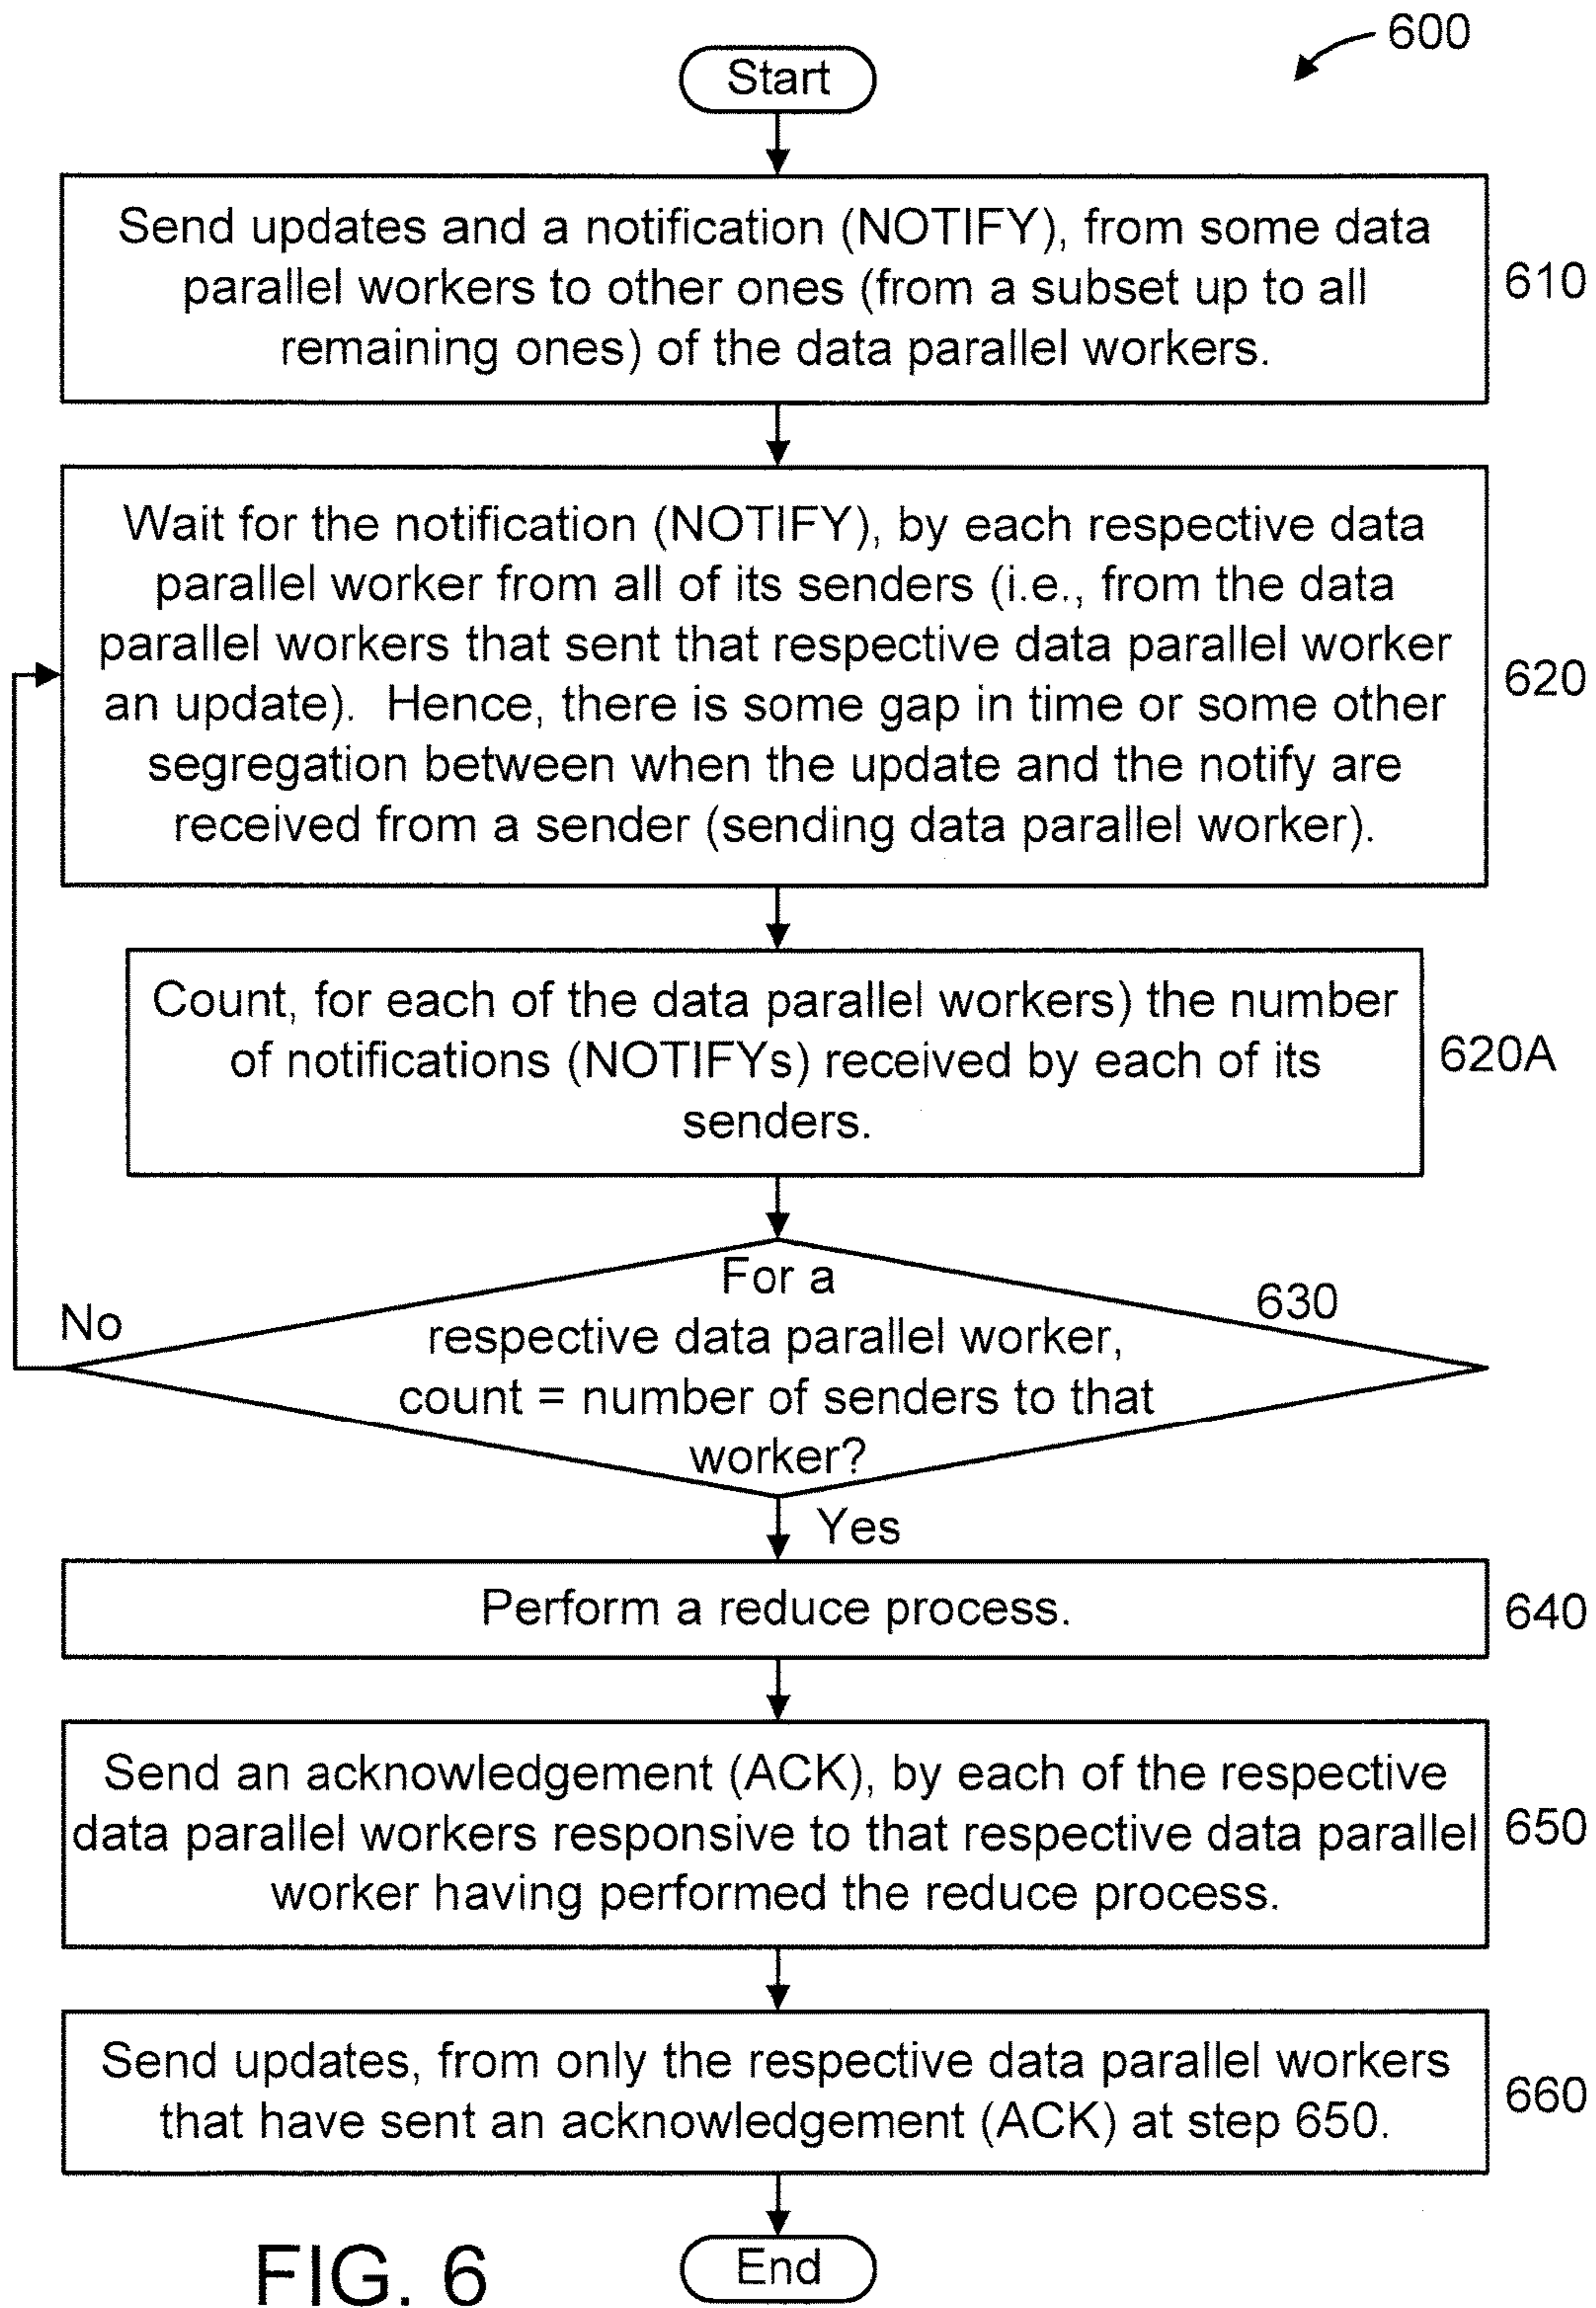 600
Start
Send updates and a notification (NOTIFY), from some data
parallel workers to other ones (from a subset up to all
remaining ones) of the data parallel workers.
610
Wait for the notification (NOTIFY), by each respective data
parallel worker from all of its senders (i.e., from the data
parallel workers that sent that respective data parallel worker
an update).  Hence, there is some gap in time or some other
segregation between when the update and the notify are
received from a sender (sending data parallel worker).
620
Count, for each of the data parallel workers) the number
of notifications (NOTIFYs) received by each of its
senders.
620A
For a
respective data parallel worker,
count = number of senders to that
worker?
630
No
Yes
Perform a reduce process.
640
Send an acknowledgement (ACK), by each of the respective
data parallel workers responsive to that respective data parallel
worker having performed the reduce process.
650
Send updates, from only the respective data parallel workers
that have sent an acknowledgement (ACK) at step 650.
660
End
FIG. 6